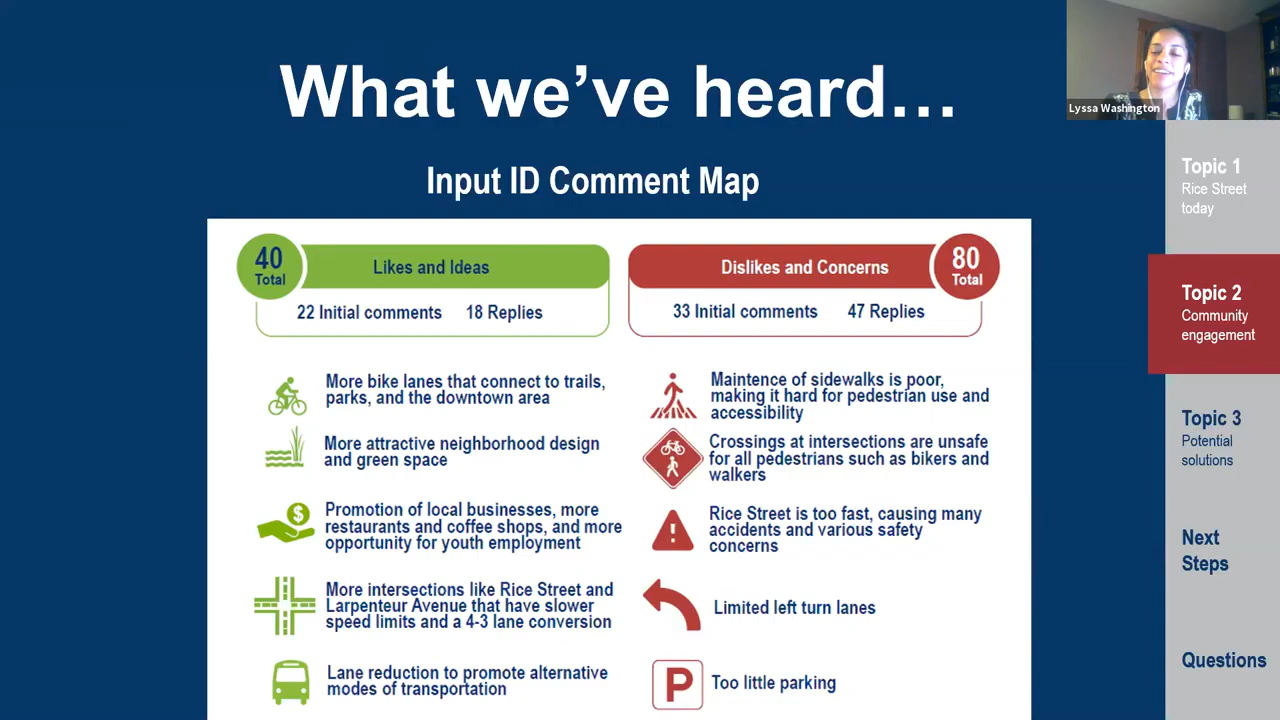 What we've heard…
Input ID Comment Map
40
Total
Likes and Ideas
22 Initial comments 18 Replies
Dislikes and Concerns
80
Total
33 Initial comments 47 Replies
More bike lanes that connect to trails,
parks, and the downtown area
More attractive neighborhood design
and green space
Promotion of local businesses, more
restaurants and coffee shops, and more
opportunity for youth employment
More intersections like Rice Street and
Larpenteur Avenue that have slower
speed limits and a 4-3 lane conversion
Lane reduction to promote alternative
modes of transportation
Maintence of sidewalks is poor,
making it hard for pedestrian use and
accessibility
Crossings at intersections are unsafe
for all pedestrians such as bikers and
walkers
Rice Street is too fast, causing many
accidents and various safety
concerns
Limited left turn lanes
P
Too little parking
Lyssa Washington
Topic 1
Rice Street
today
Topic 2
Community
engagement
Topic 3
Potential
solutions
Next
Steps
Questions